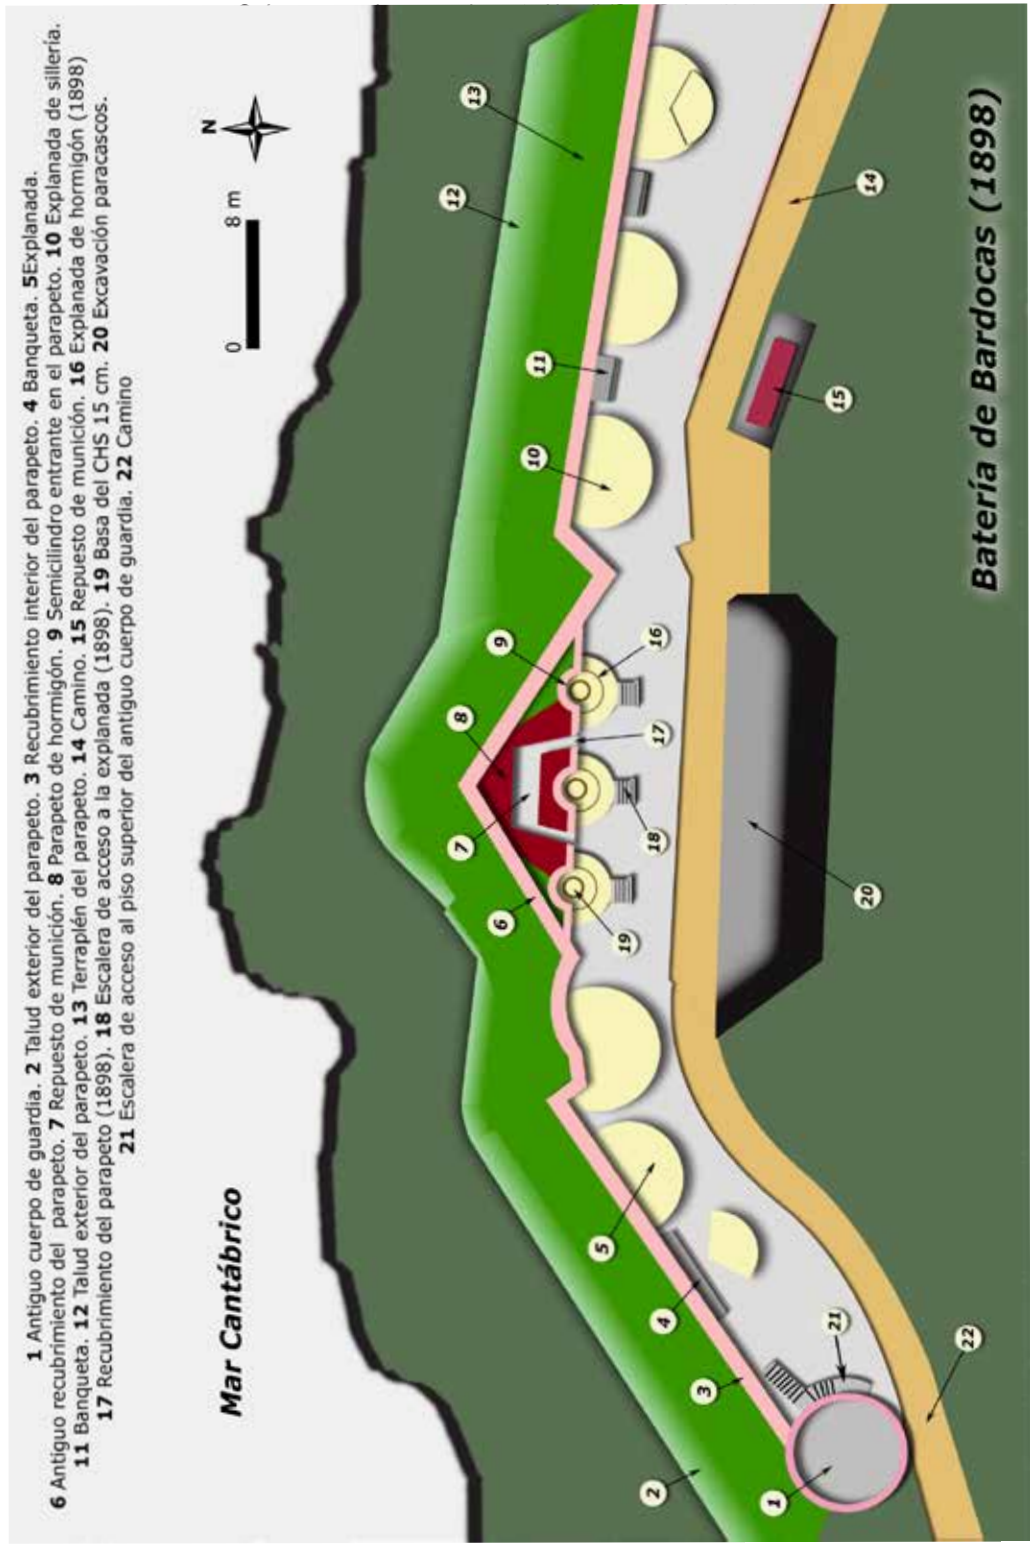 1 Antiguo cuerpo de guardia. 2 Talud exterior del parapeto. 3 Recubrimiento interior del parapeto. 4 Banqueta. 5Explanada.
6 Antiguo recubrimiento del parapeto. 7 Repuesto de munición. 8 Parapeto de hormigón. 9 Semicilindro entrante en el parapeto. 10 Explanada de sillería.
11 Banqueta. 12 Talud exterior del parapeto. 13 Terraplén del parapeto. 14 Camino. 15 Repuesto de munición. 16 Explanada de hormigón (1898)
17 Recubrimiento del parapeto (1898). 18 Escalera de acceso a la explanada (1898). 19 Basa del CHS 15 cm. 20 Excavación paracascos.
21 Escalera de acceso al piso superior del antiguo cuerpo de guardia. 22 Camino
Mar Cantábrico
0 8 m
N
1
2
3
4
5
6
7
8
9
10
11
12
13
14
15
16
17
18
19
20
21
22
Batería de Bardocas (1898)